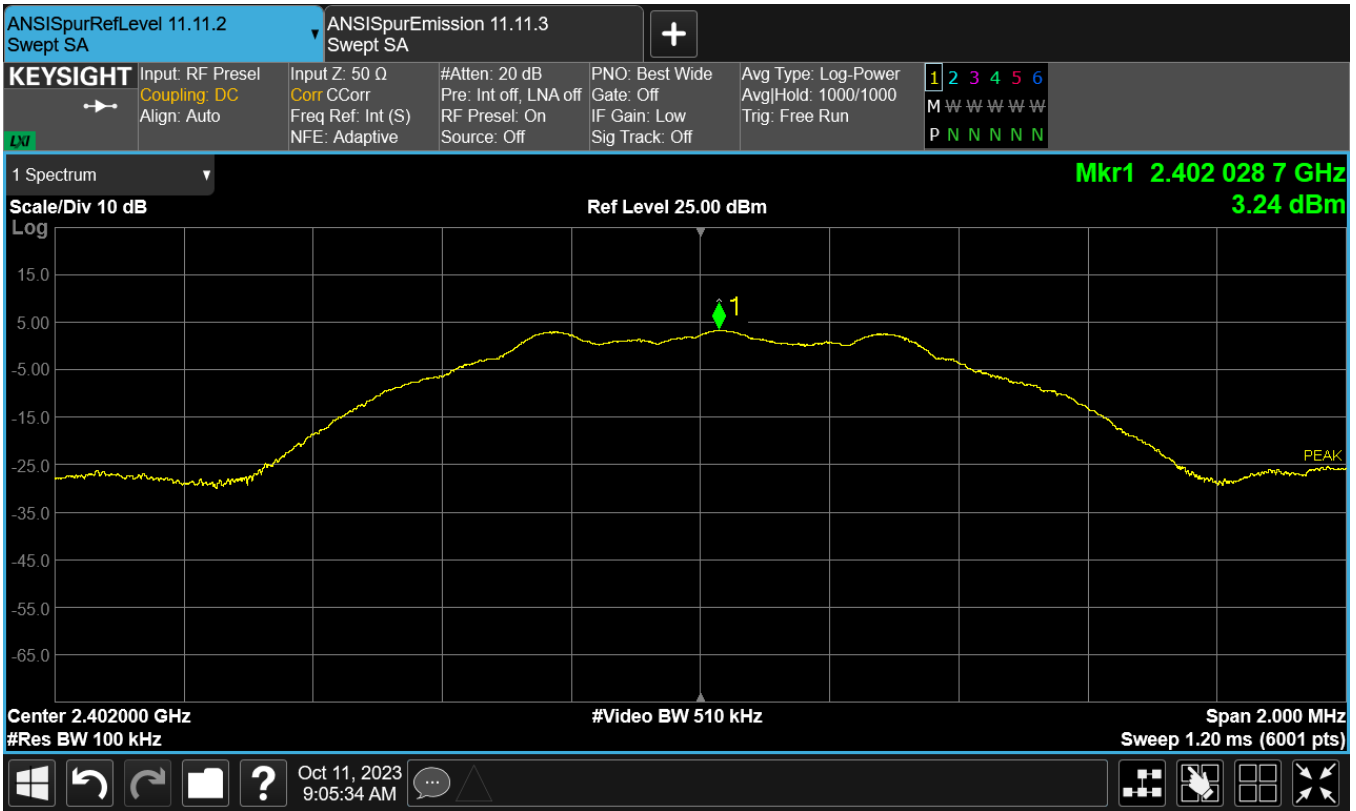 ANSISpurRefLevel 11.11.2
Swept SA
ANSISpurEmission 11.11.3
Swept SA
KEYSIGHT
LXI
Input: RF Presel
Coupling: DC
Align: Auto
Input Z: 50 Ω
Corr CCorr
Freq Ref: Int (S)
NFE: Adaptive
#Atten: 20 dB
Pre: Int off, LNA off
RF Presel: On
Source: Off
PNO: Best Wide
Gate: Off
IF Gain: Low
Sig Track: Off
Avg Type: Log-Power
Avg|Hold: 1000/1000
Trig: Free Run
1 2 3 4 5 6
M W W W W W
P N N N N N
1 Spectrum
Mkr1 2.402 028 7 GHz
Scale/Div 10 dB
Ref Level 25.00 dBm
3.24 dBm
Log
15.0
1
5.00
-5.00
-15.0
PEAK
-25.0
-35.0
-45.0
-55.0
-65.0
Center 2.402000 GHz
#Video BW 510 kHz
Span 2.000 MHz
#Res BW 100 kHz
Sweep 1.20 ms (6001 pts)
?
Oct 11, 2023
9:05:34 AM